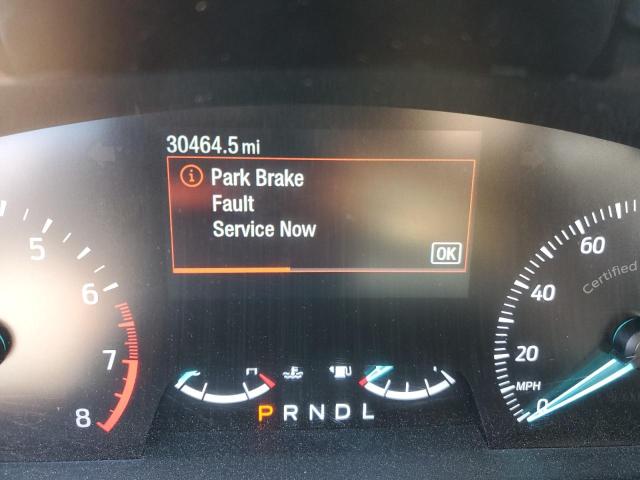 30464.5 mi
Park Brake
Fault
Service Now
OK
5
6
7
8
60
40
20
0
MPH
Certified
P R N D L